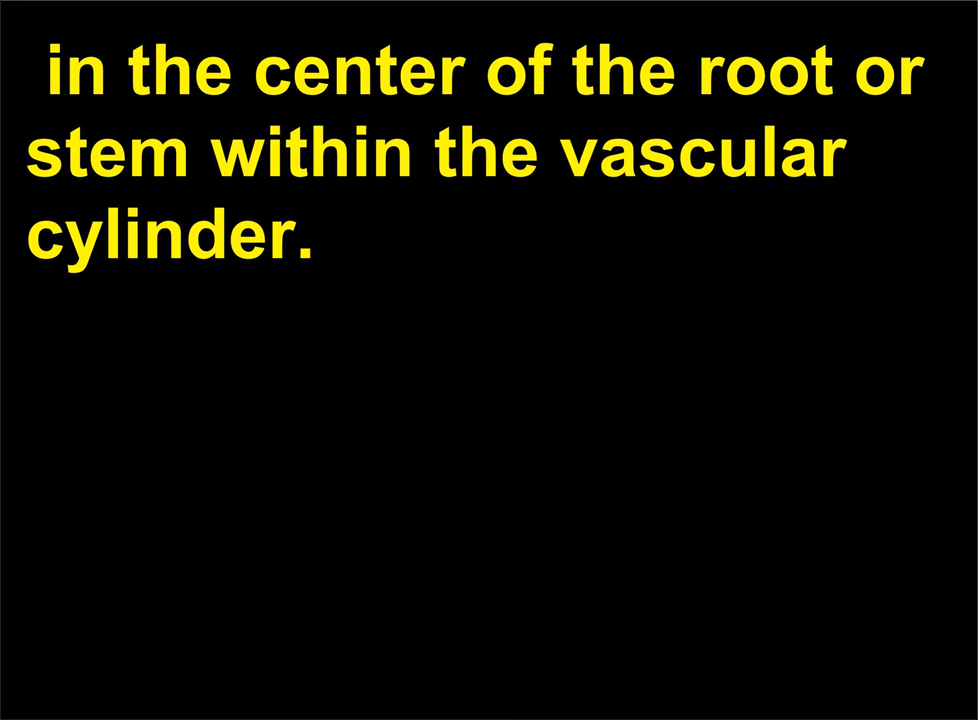 in the center of the root or
stem within the vascular
cylinder.